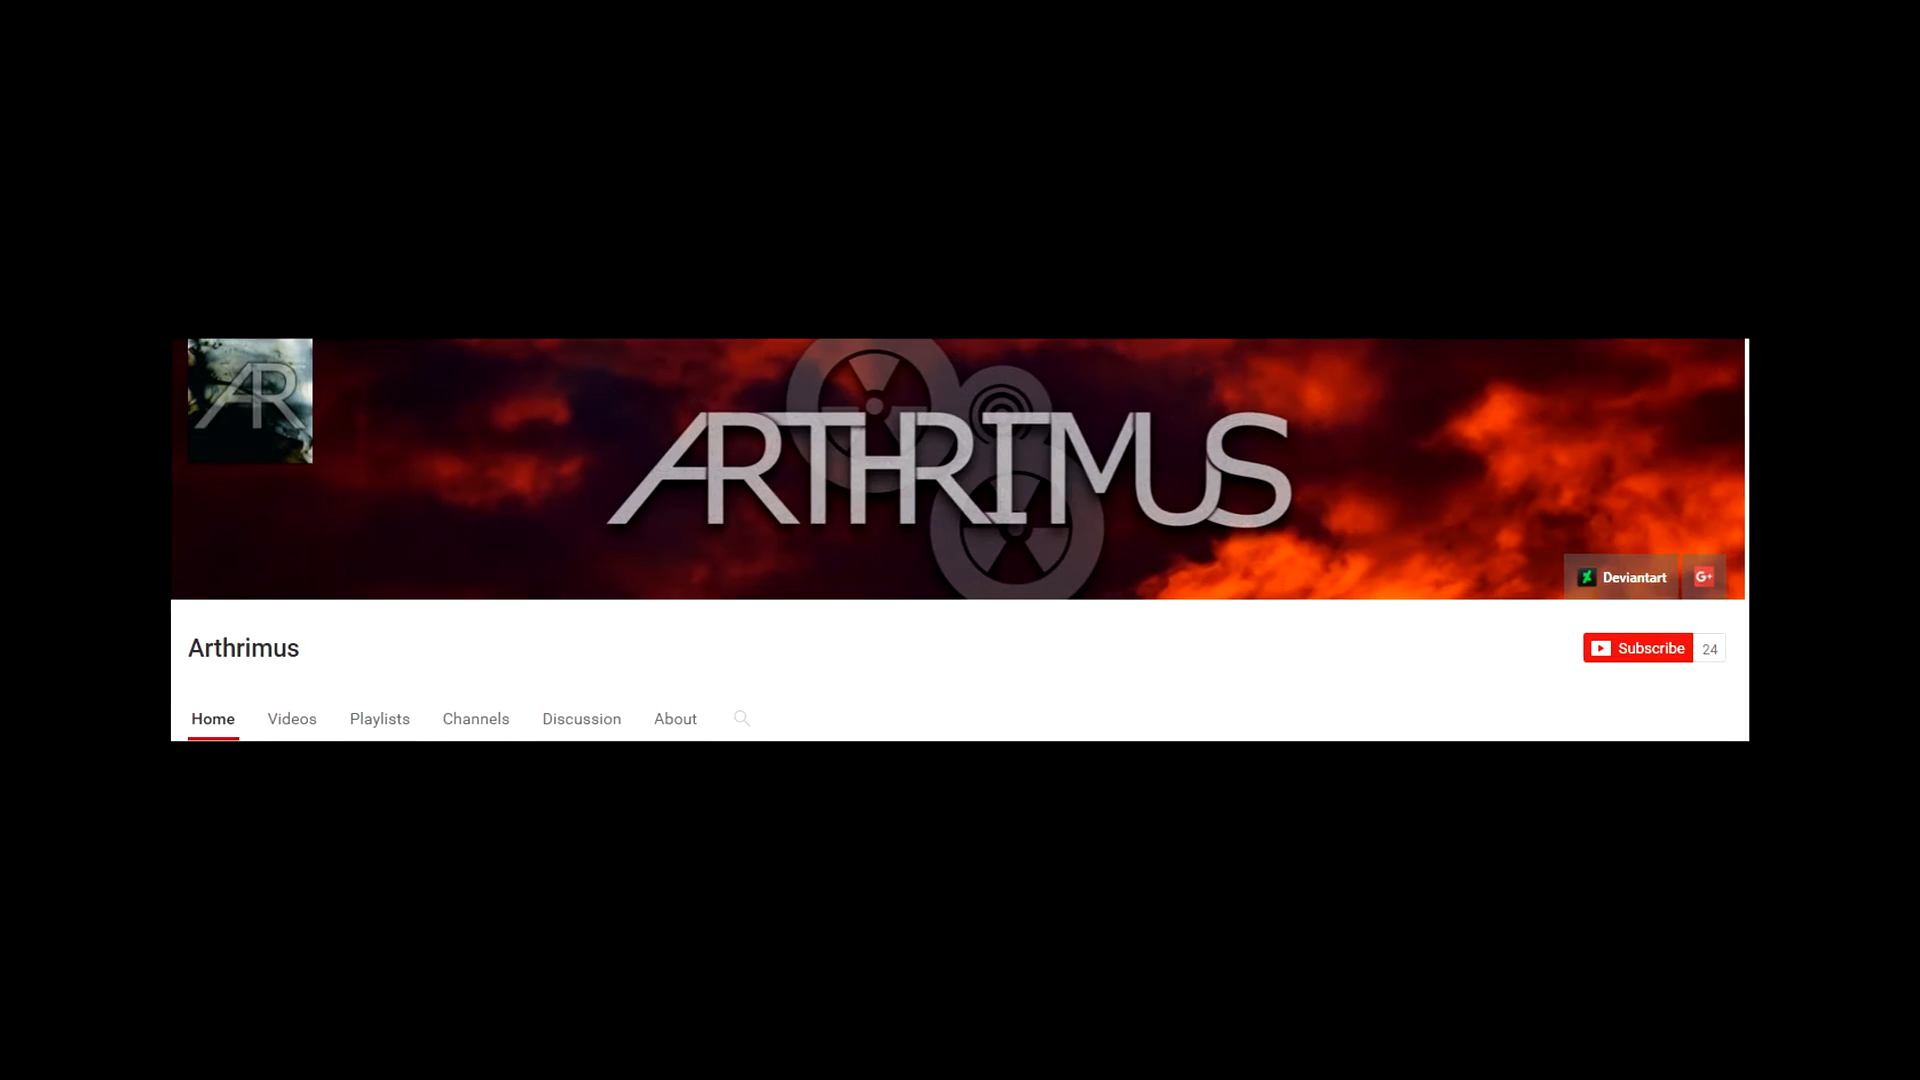 AR
ARTHRIMUS
Deviantart
G+
Arthrimus
Subscribe 24
Home Videos Playlists Channels Discussion About